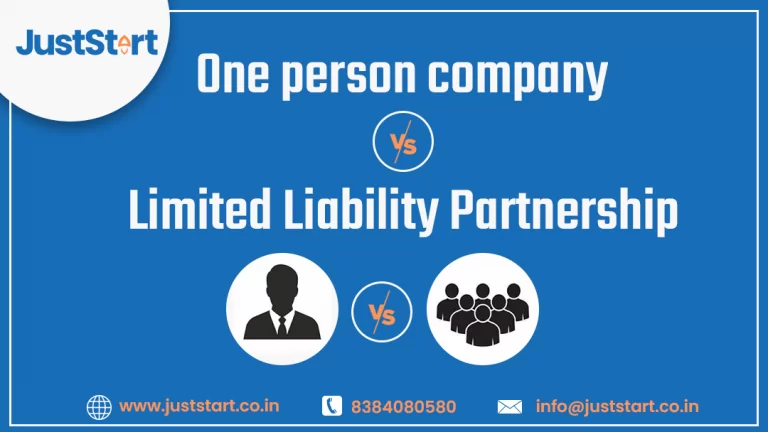 JustStart
One person company
VS
Limited Liability Partnership
VS
www.juststart.co.in
8384080580
info@juststart.co.in